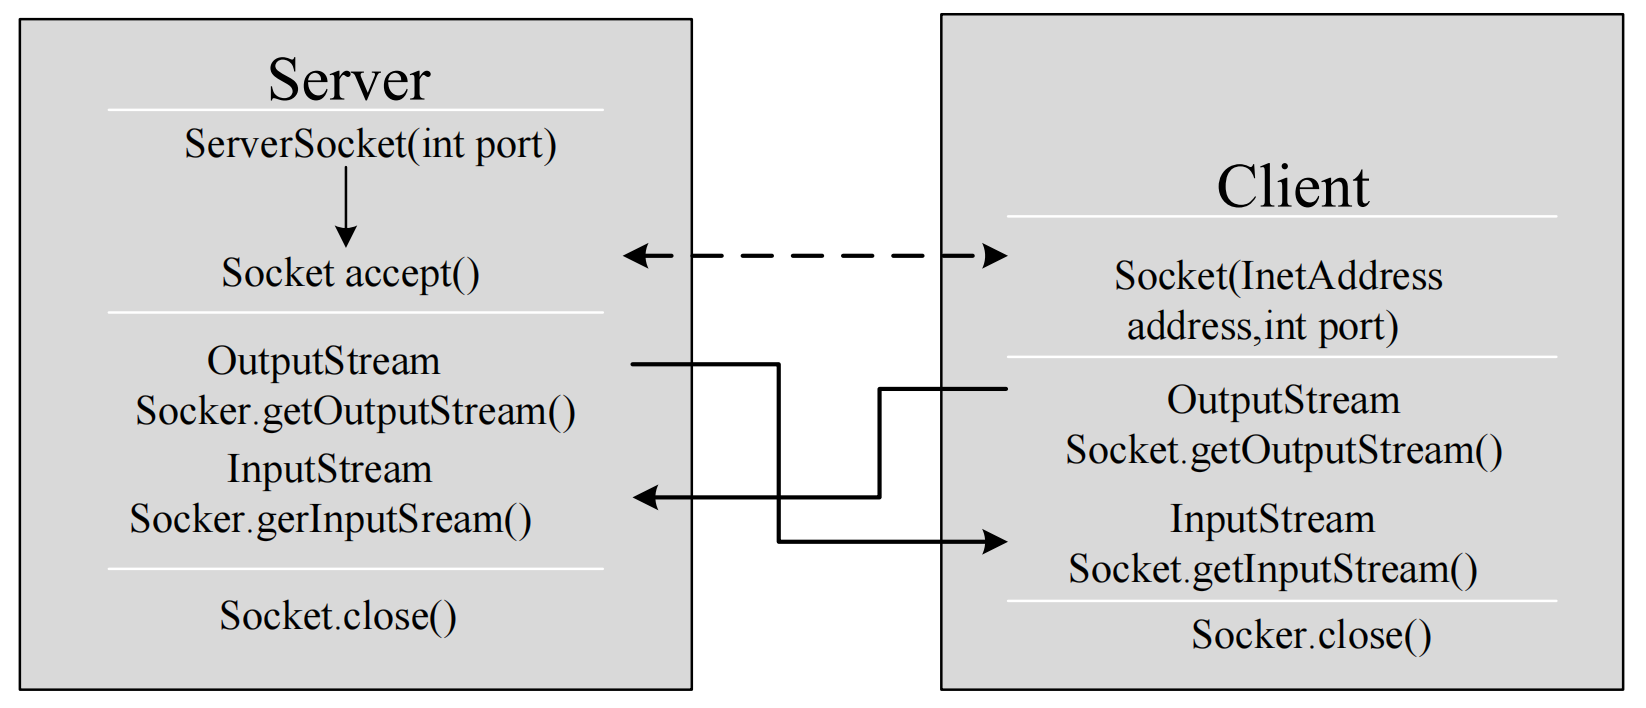 Server
ServerSocket(int port)
Socket accept()
OutputStream
Socker.getOutputStream()
InputStream
Socker.gerInputSream()
Socket.close()
Client
Socket(InetAddress
address,int port)
OutputStream
Socket.getOutputStream()
InputStream
Socket.getInputStream()
Socker.close()